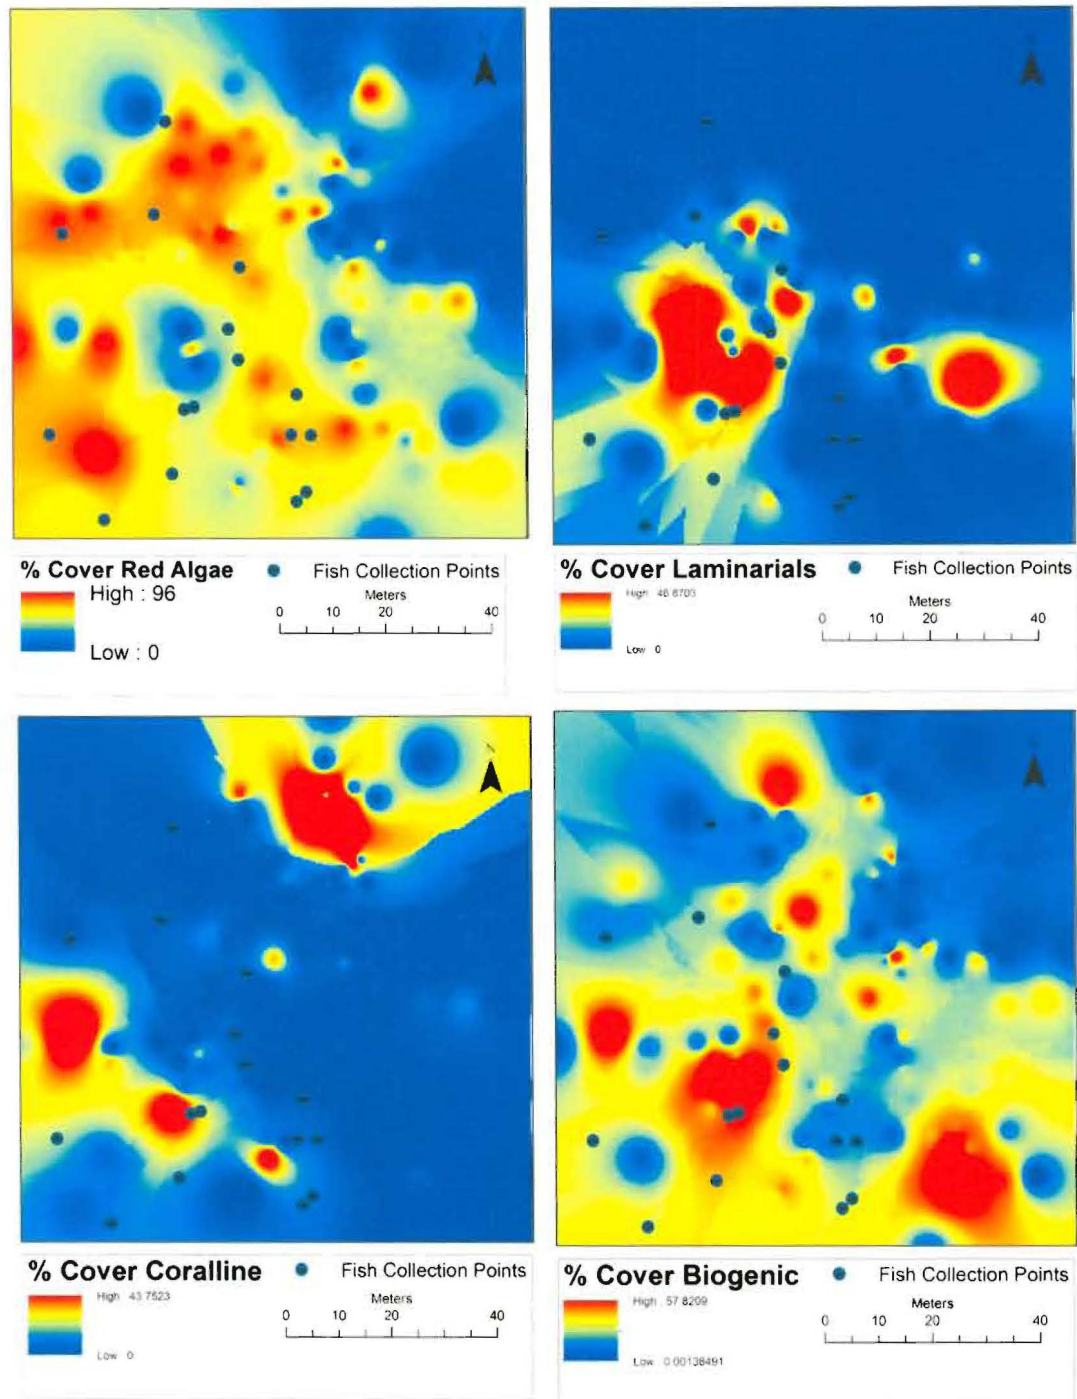 % Cover Red Algae
Fish Collection Points
High : 96
Low : 0
Meters
0 10 20 40
% Cover Laminarials
Fish Collection Points
High : 46.8703
Low : 0
Meters
0 10 20 40
N
% Cover Coralline
Fish Collection Points
High : 43.7523
Low : 0
Meters
0 10 20 40
% Cover Biogenic
Fish Collection Points
High : 57.8209
Low : 0.00138491
Meters
0 10 20 40